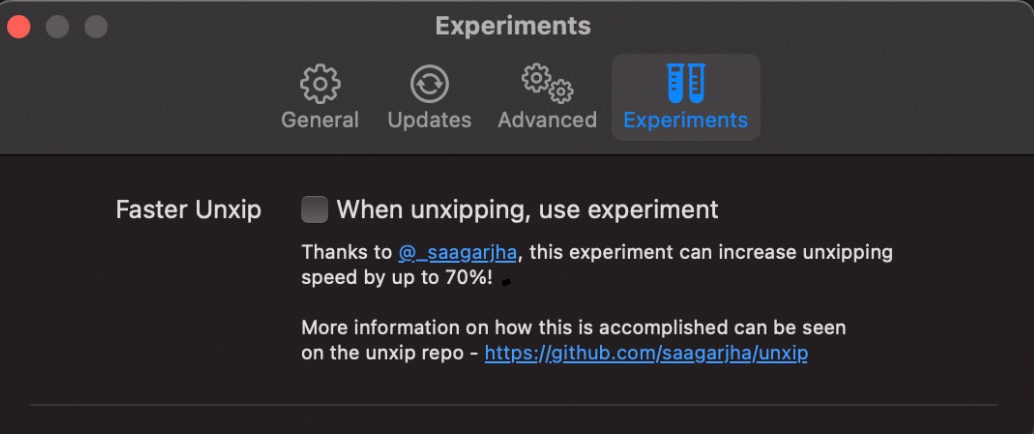 Experiments
General Updates Advanced Experiments
Faster Unxip When unxipping, use experiment
Thanks to @_saagarjha, this experiment can increase unxipping
speed by up to 70%!
More information on how this is accomplished can be seen
on the unxip repo - https://github.com/saagarjha/unxip